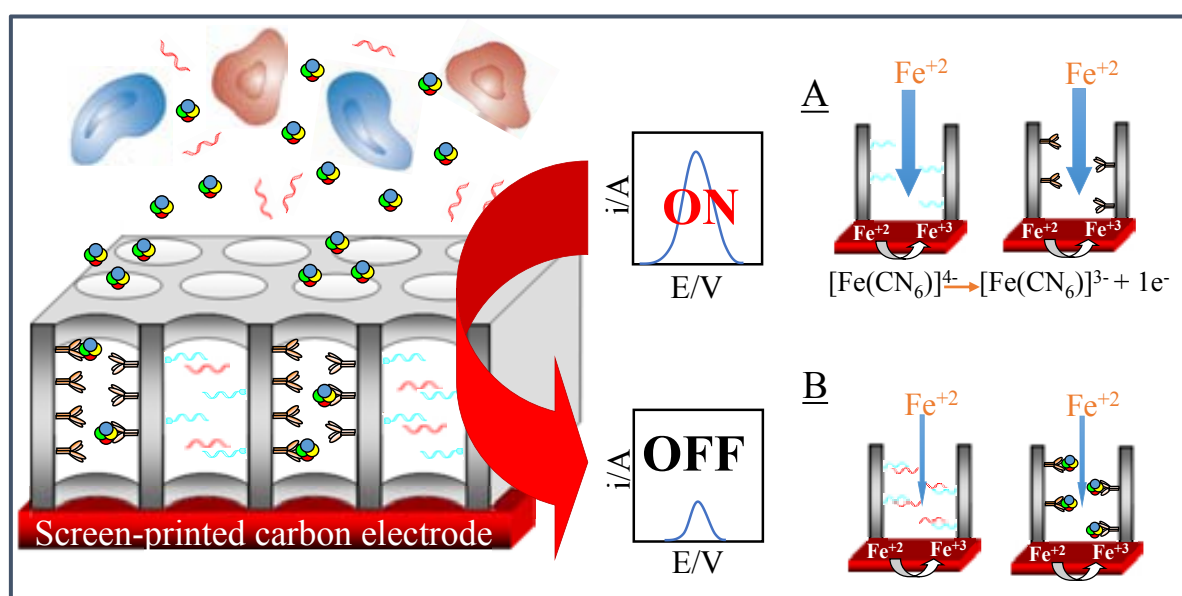 A
Fe⁺² Fe⁺²
i/A
ON
E/V
Fe⁺² Fe⁺³ Fe⁺² Fe⁺³
[Fe(CN₆)]⁴⁻→[Fe(CN₆)]³⁻ + 1e⁻
B
Fe⁺² Fe⁺²
i/A
OFF
E/V
Fe⁺² Fe⁺³ Fe⁺² Fe⁺³
Screen-printed carbon electrode